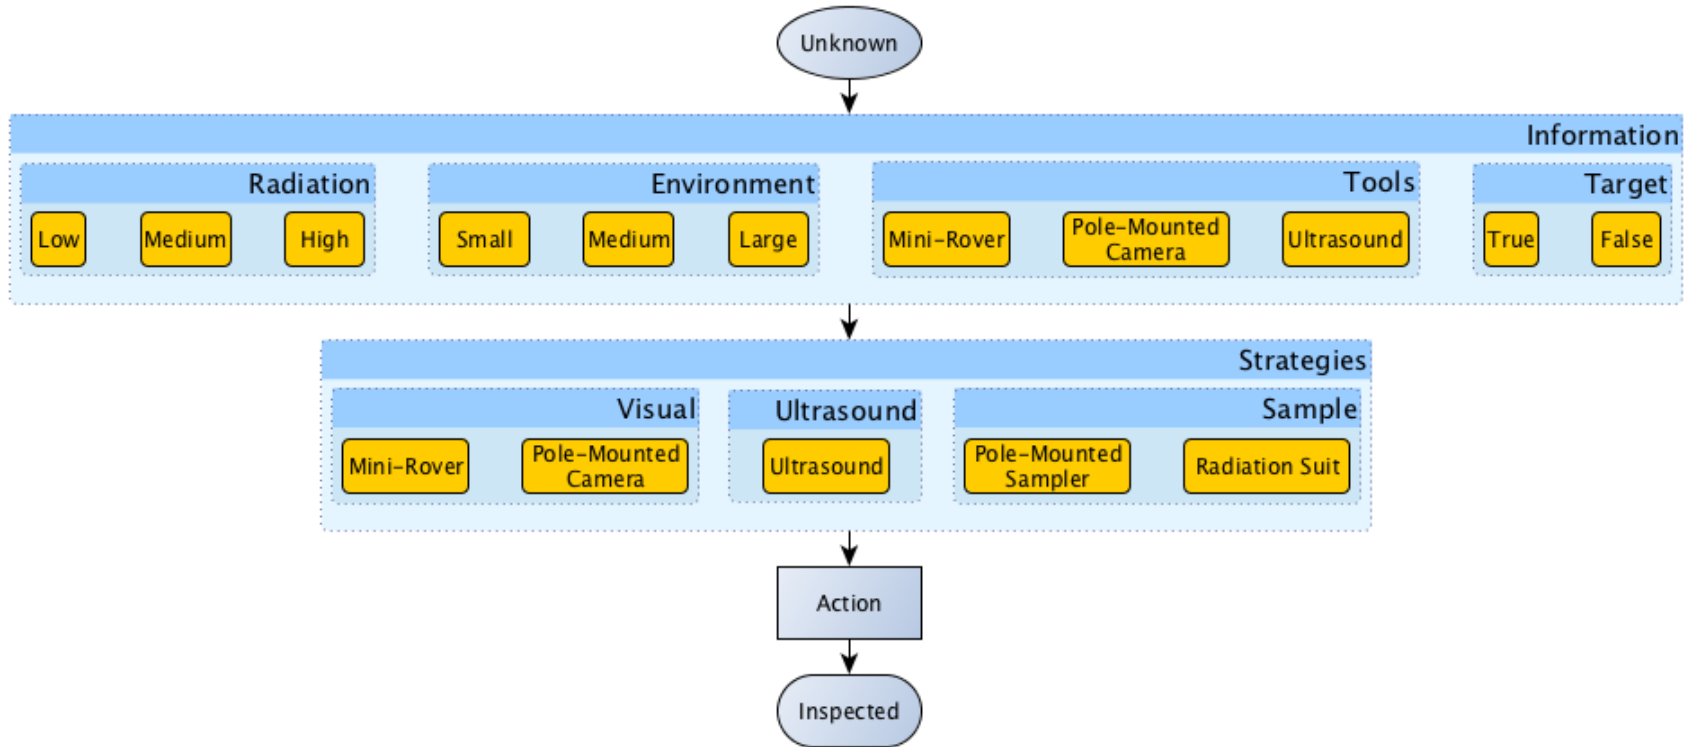 Unknown
Information
Radiation
Environment
Tools
Target
Low
Medium
High
Small
Medium
Large
Mini-Rover
Pole-Mounted
Camera
Ultrasound
True
False
Strategies
Visual
Ultrasound
Sample
Mini-Rover
Pole-Mounted
Camera
Ultrasound
Pole-Mounted
Sampler
Radiation Suit
Action
Inspected